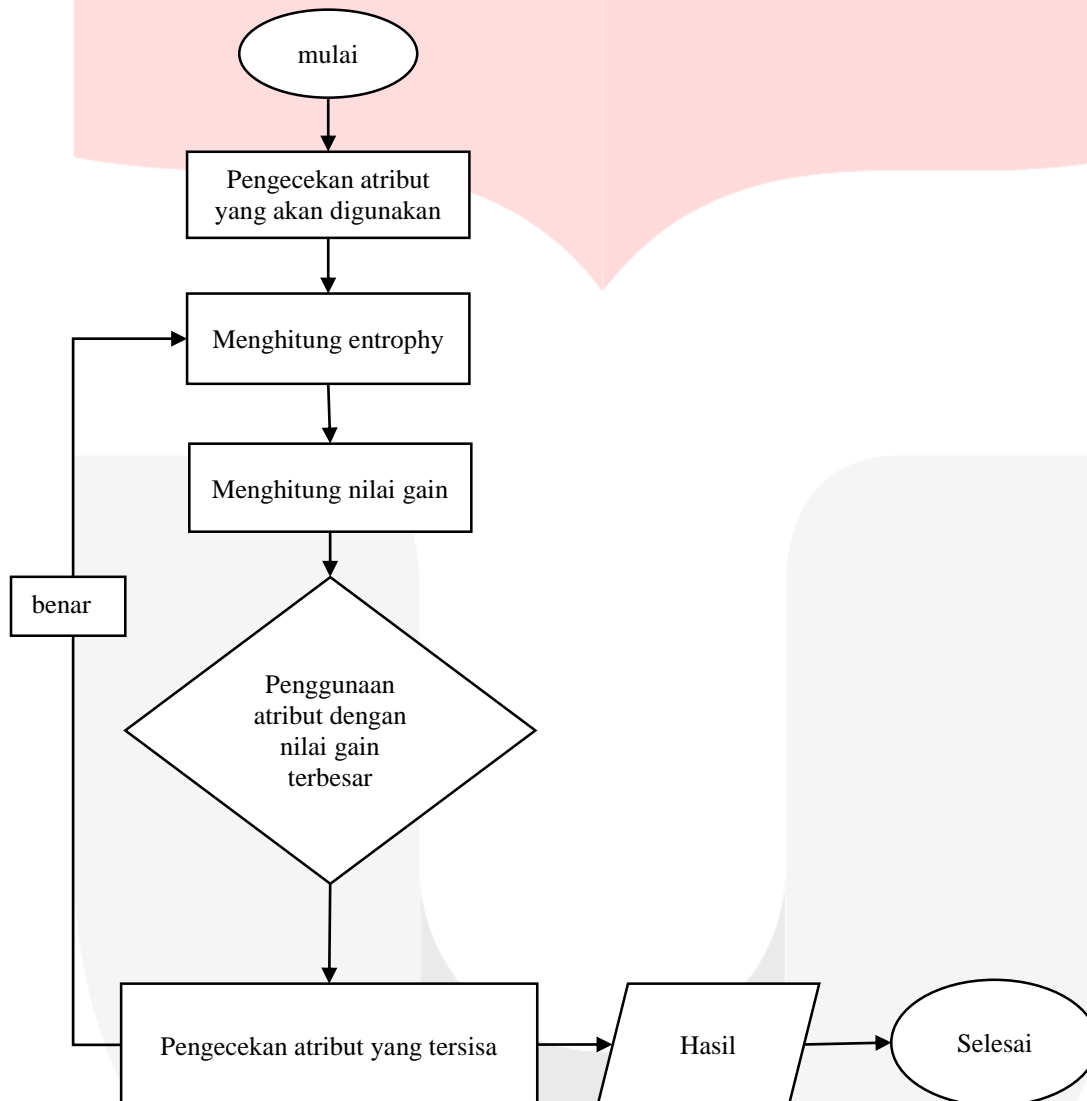 mulai
Pengecekan atribut
yang akan digunakan
Menghitung entrophy
Menghitung nilai gain
benar
Penggunaan
atribut dengan
nilai gain
terbesar
Pengecekan atribut yang tersisa
Hasil
Selesai